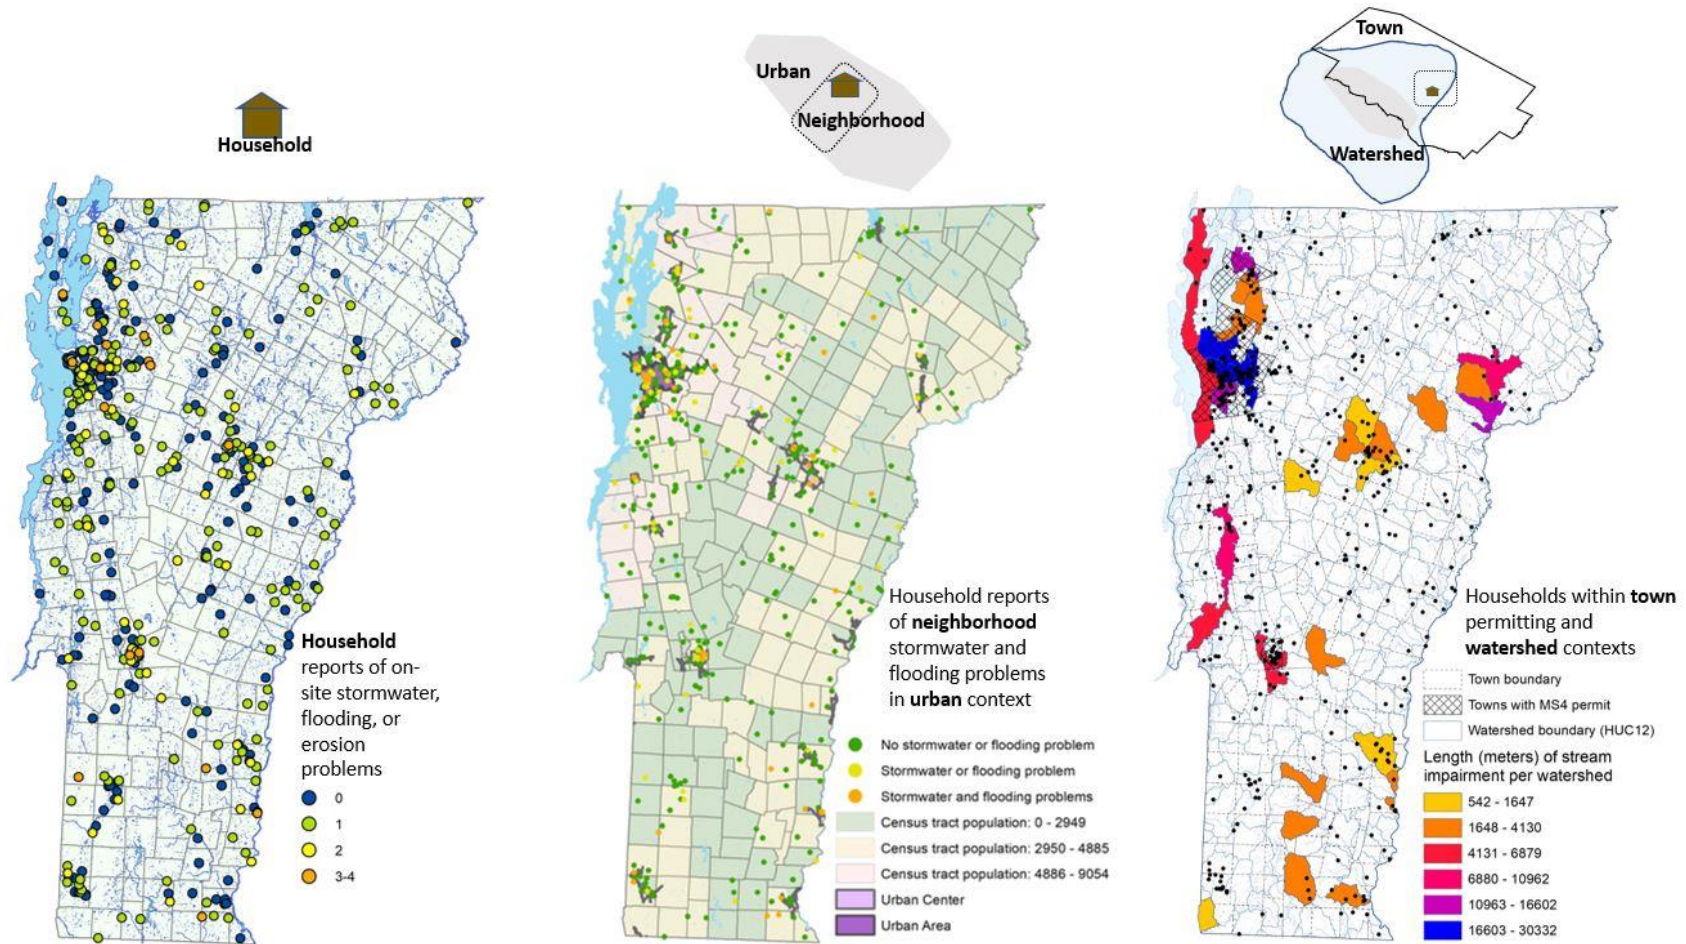 Household
Household
reports of on-
site stormwater,
flooding, or
erosion
problems
0
1
2
3-4
Urban
Neighborhood
Household reports
of neighborhood
stormwater and
flooding problems
in urban context
No stormwater or flooding problem
Stormwater or flooding problem
Stormwater and flooding problems
Census tract population: 0 - 2949
Census tract population: 2950 - 4885
Census tract population: 4886 - 9054
Urban Center
Urban Area
Town
Watershed
Households within town
permitting and
watershed contexts
Town boundary
Towns with MS4 permit
Watershed boundary (HUC12)
Length (meters) of stream
impairment per watershed
542 - 1647
1648 - 4130
4131 - 6879
6880 - 10962
10963 - 16602
16603 - 30332